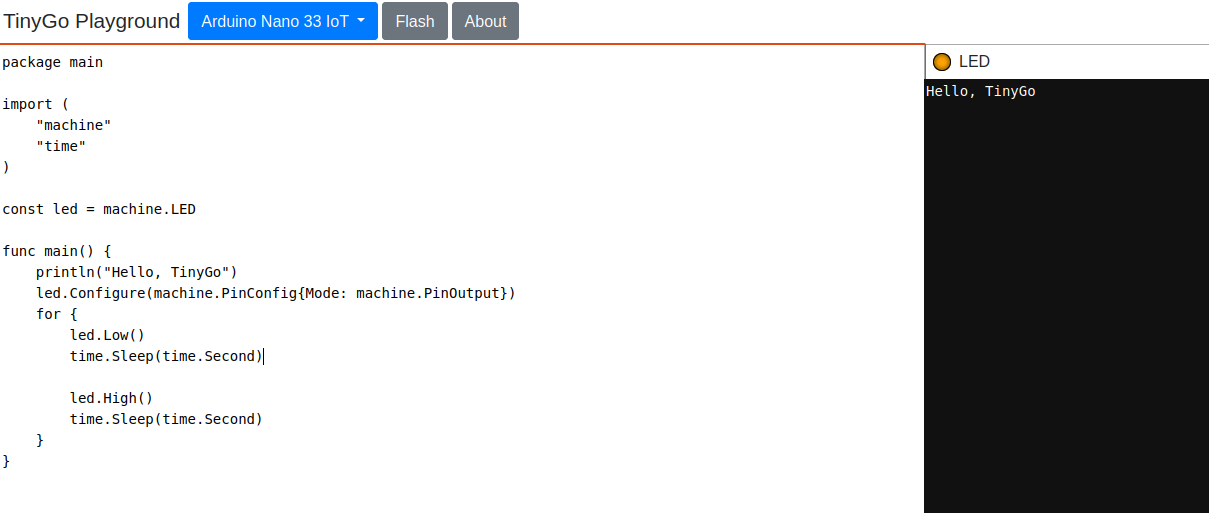 TinyGo Playground Arduino Nano 33 IoT Flash About
package main
import (
    "machine"
    "time"
)
const led = machine.LED
func main() {
    println("Hello, TinyGo")
    led.Configure(machine.PinConfig{Mode: machine.PinOutput})
    for {
        led.Low()
        time.Sleep(time.Second)
        led.High()
        time.Sleep(time.Second)
    }
}
LED
Hello, TinyGo